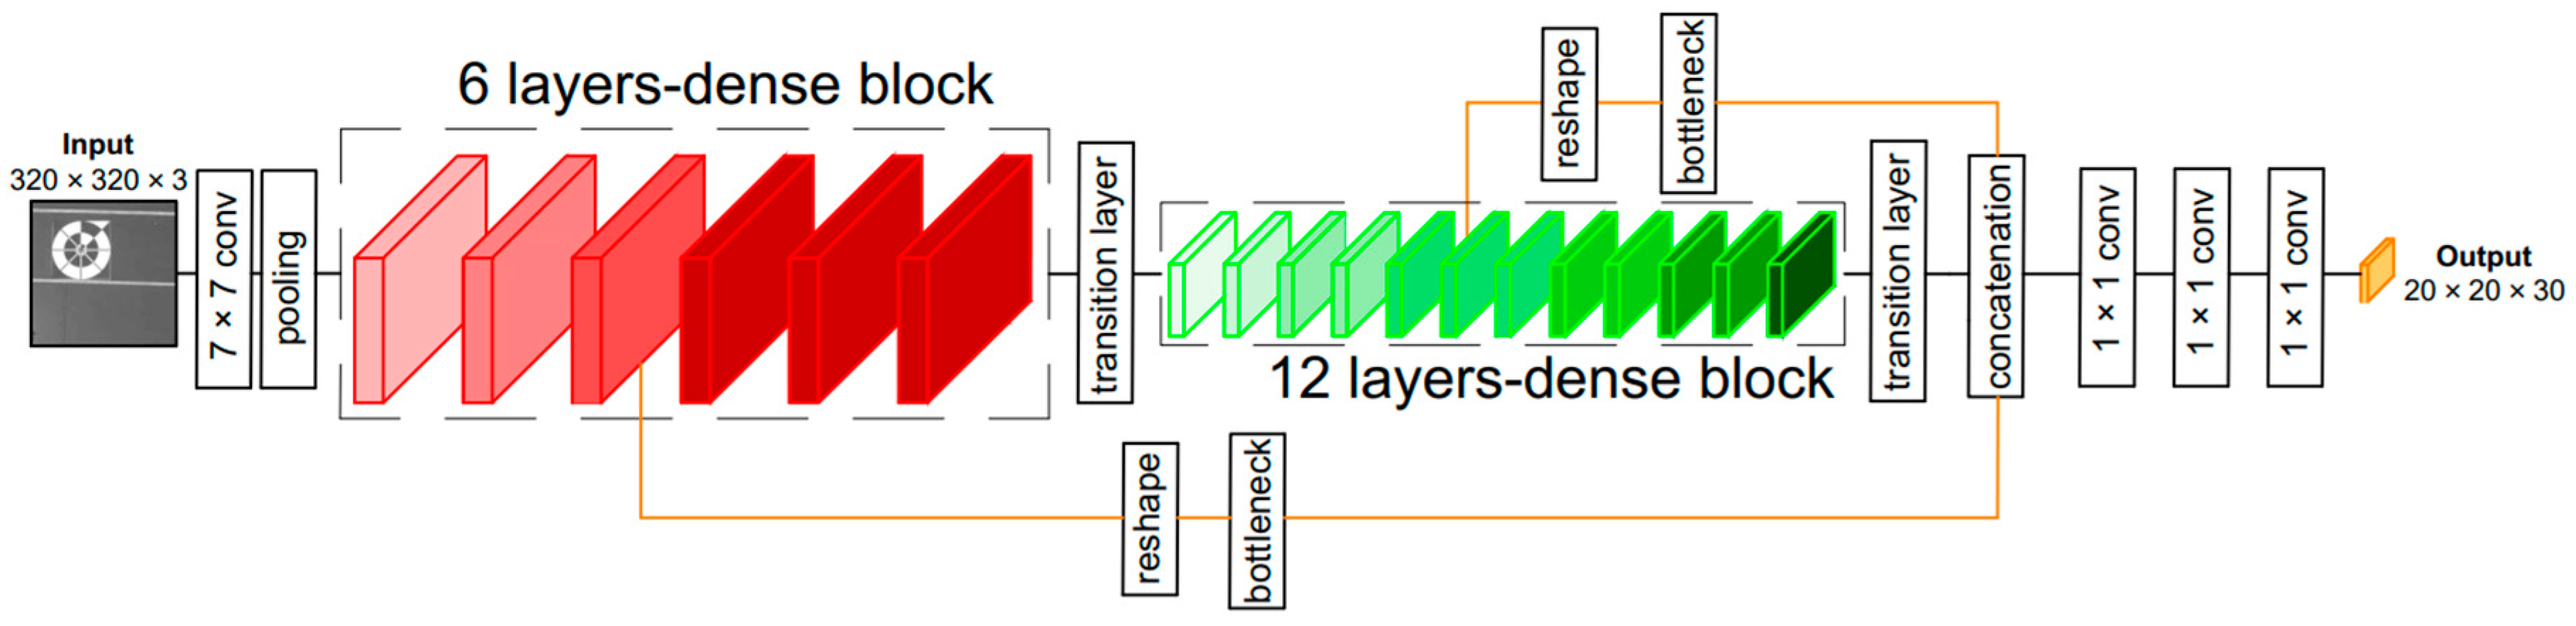 Input
320 × 320 × 3
7 × 7 conv
pooling
6 layers-dense block
transition layer
reshape
bottleneck
12 layers-dense block
reshape
bottleneck
transition layer
concatenation
1 × 1 conv
1 × 1 conv
1 × 1 conv
Output
20 × 20 × 30